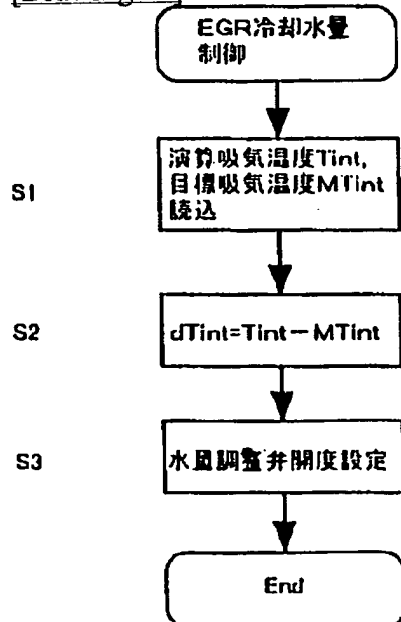 EGR冷却水量
制御
S1
演算吸気温度Tint,
目標吸気温度MTint
読込
S2
dTint=Tint－MTint
S3
水量調整弁開度設定
End